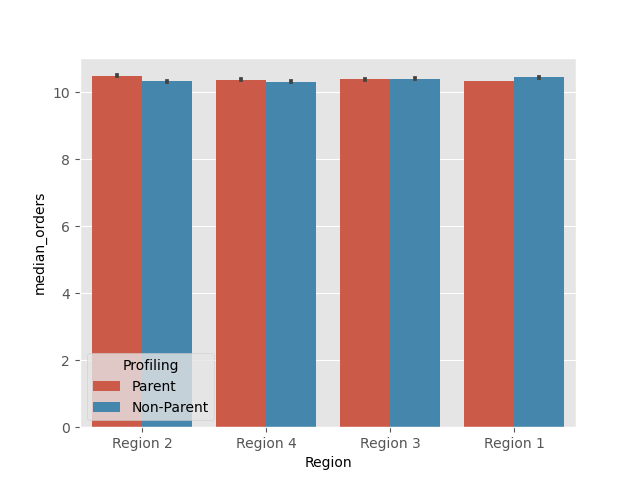 median_orders
10
8
6
4
2
0
Profiling
Parent
Non-Parent
Region 2
Region 4
Region 3
Region 1
Region